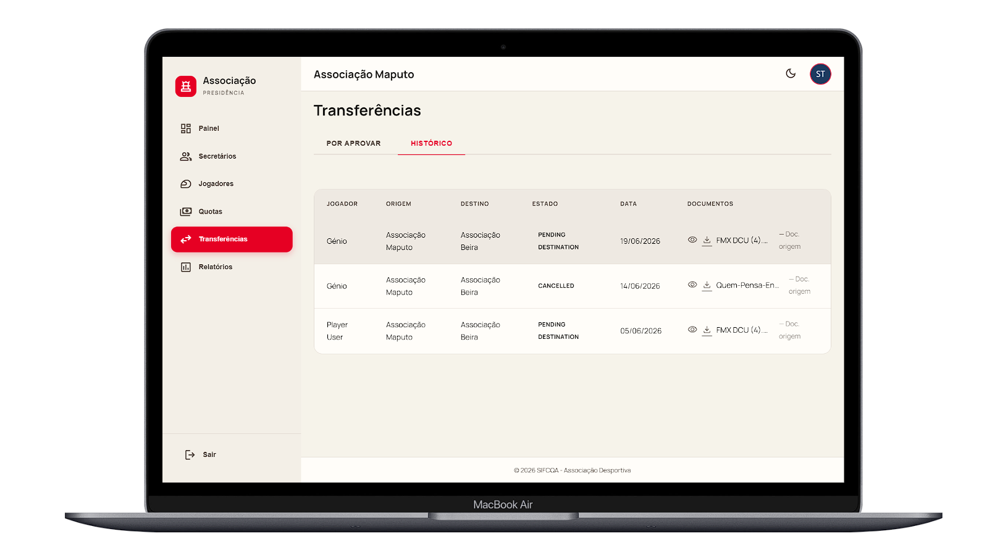 Associação
PRESIDÊNCIA
Painel
Secretários
Jogadores
Quotas
Transferências
Relatórios
Sair
Associação Maputo
ST
Transferências
POR APROVAR HISTÓRICO
JOGADOR ORIGEM DESTINO ESTADO DATA DOCUMENTOS
Génio
Associação
Maputo
Associação
Beira
PENDING
DESTINATION
19/06/2026
FMX DCU (4)....
— Doc.
origem
Génio
Associação
Maputo
Associação
Beira
CANCELLED
14/06/2026
Quem-Pensa-En...
— Doc.
origem
Player
User
Associação
Maputo
Associação
Beira
PENDING
DESTINATION
05/06/2026
FMX DCU (4)....
— Doc.
origem
© 2026 SIFCQA - Associação Desportiva
MacBook Air